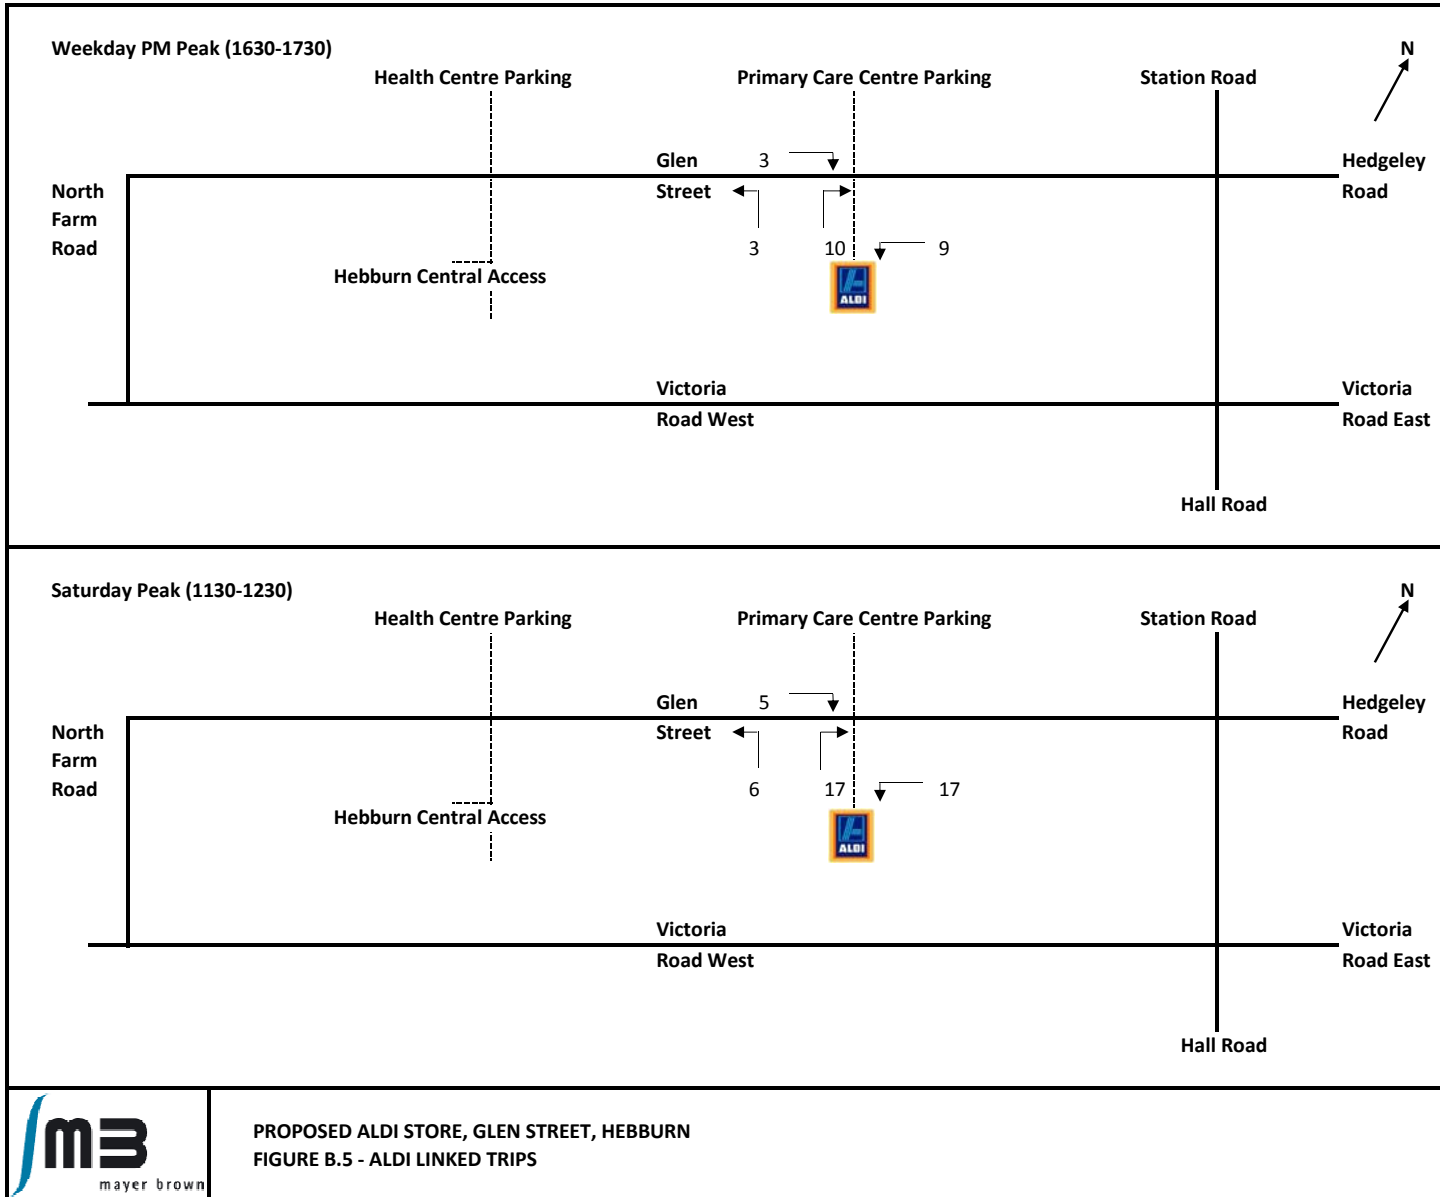 Weekday PM Peak (1630-1730)
N
Health Centre Parking
Primary Care Centre Parking
Station Road
Glen
3
Hedgeley
North
Street
Road
Farm
Road
3
10
9
Hebburn Central Access
ALDI
Victoria
Victoria
Road West
Road East
Hall Road
Saturday Peak (1130-1230)
N
Health Centre Parking
Primary Care Centre Parking
Station Road
Glen
5
Hedgeley
North
Street
Road
Farm
Road
6
17
17
Hebburn Central Access
ALDI
Victoria
Victoria
Road West
Road East
Hall Road
mB
mayer brown
PROPOSED ALDI STORE, GLEN STREET, HEBBURN
FIGURE B.5 - ALDI LINKED TRIPS